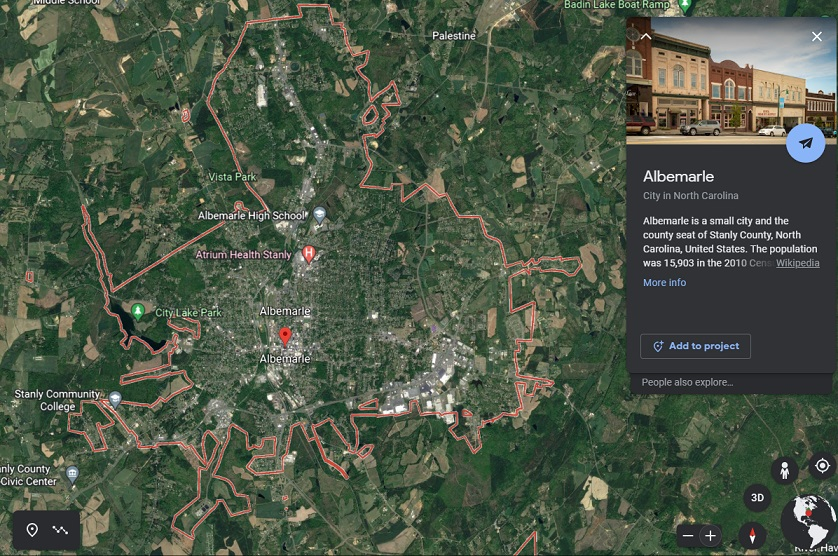 Middle School
Badin Lake Boat Ramp
Palestine
Vista Park
Albemarle High School
Atrium Health Stanly
H
City Lake Park
Albemarle
Albemarle
Stanly Community
College
nly County
Civic Center
Albemarle
City in North Carolina
Albemarle is a small city and the
county seat of Stanly County, North
Carolina, United States. The population
was 15,903 in the 2010 Cens Wikipedia
More info
Add to project
People also explore...
3D